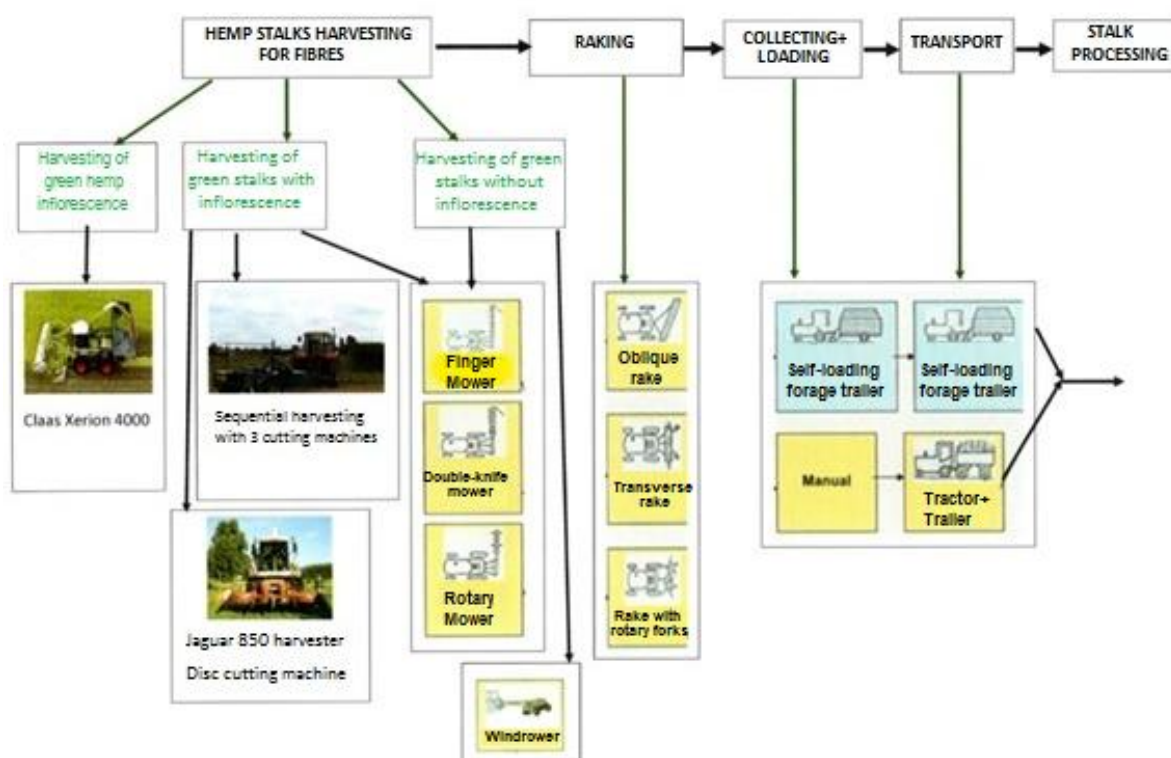 HEMP STALKS HARVESTING
FOR FIBRES
RAKING
COLLECTING+
LOADING
TRANSPORT
STALK
PROCESSING
Harvesting of
green hemp
inflorescence
Harvesting of
green stalks with
inflorescence
Harvesting of green
stalks without
inflorescence
Claas Xerion 4000
Sequential harvesting
with 3 cutting machines
Jaguar 850 harvester
Disc cutting machine
Finger
Mower
Double-knife
mower
Rotary
Mower
Windrower
Oblique
rake
Transverse
rake
Rake with
rotary forks
Self-loading
forage trailer
Self-loading
forage trailer
Manual
Tractor+
Trailer